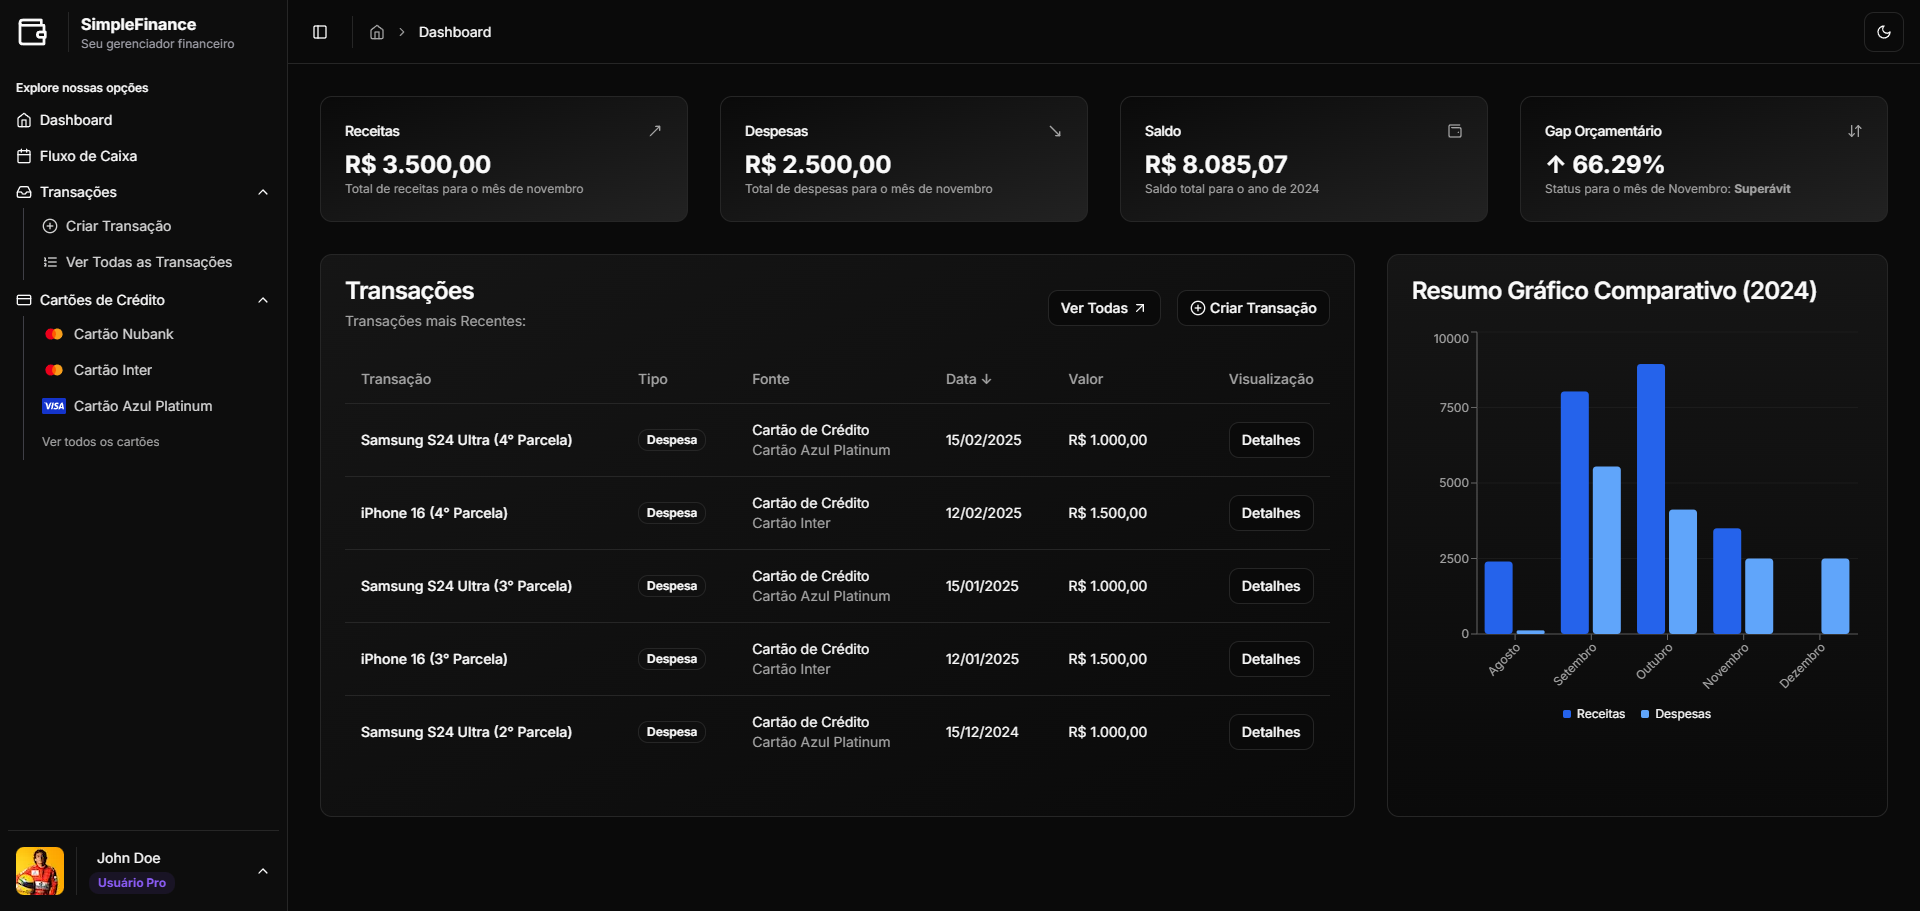 SimpleFinance
Seu gerenciador financeiro
Explore nossas opções
Dashboard
Fluxo de Caixa
Transações
Criar Transação
Ver Todas as Transações
Cartões de Crédito
Cartão Nubank
Cartão Inter
VISA Cartão Azul Platinum
Ver todos os cartões
John Doe
Usuário Pro
Dashboard
Receitas
R$ 3.500,00
Total de receitas para o mês de novembro
Despesas
R$ 2.500,00
Total de despesas para o mês de novembro
Saldo
R$ 8.085,07
Saldo total para o ano de 2024
Gap Orçamentário
↑ 66.29%
Status para o mês de Novembro: Superávit
Transações
Transações mais Recentes:
Ver Todas
Criar Transação
Transação Tipo Fonte Data ↓ Valor Visualização
Samsung S24 Ultra (4° Parcela) Despesa Cartão de Crédito 15/02/2025 R$ 1.000,00 Detalhes
Cartão Azul Platinum
iPhone 16 (4° Parcela) Despesa Cartão de Crédito 12/02/2025 R$ 1.500,00 Detalhes
Cartão Inter
Samsung S24 Ultra (3° Parcela) Despesa Cartão de Crédito 15/01/2025 R$ 1.000,00 Detalhes
Cartão Azul Platinum
iPhone 16 (3° Parcela) Despesa Cartão de Crédito 12/01/2025 R$ 1.500,00 Detalhes
Cartão Inter
Samsung S24 Ultra (2° Parcela) Despesa Cartão de Crédito 15/12/2024 R$ 1.000,00 Detalhes
Cartão Azul Platinum
Resumo Gráfico Comparativo (2024)
10000
7500
5000
2500
0
Agosto Setembro Outubro Novembro Dezembro
Receitas Despesas